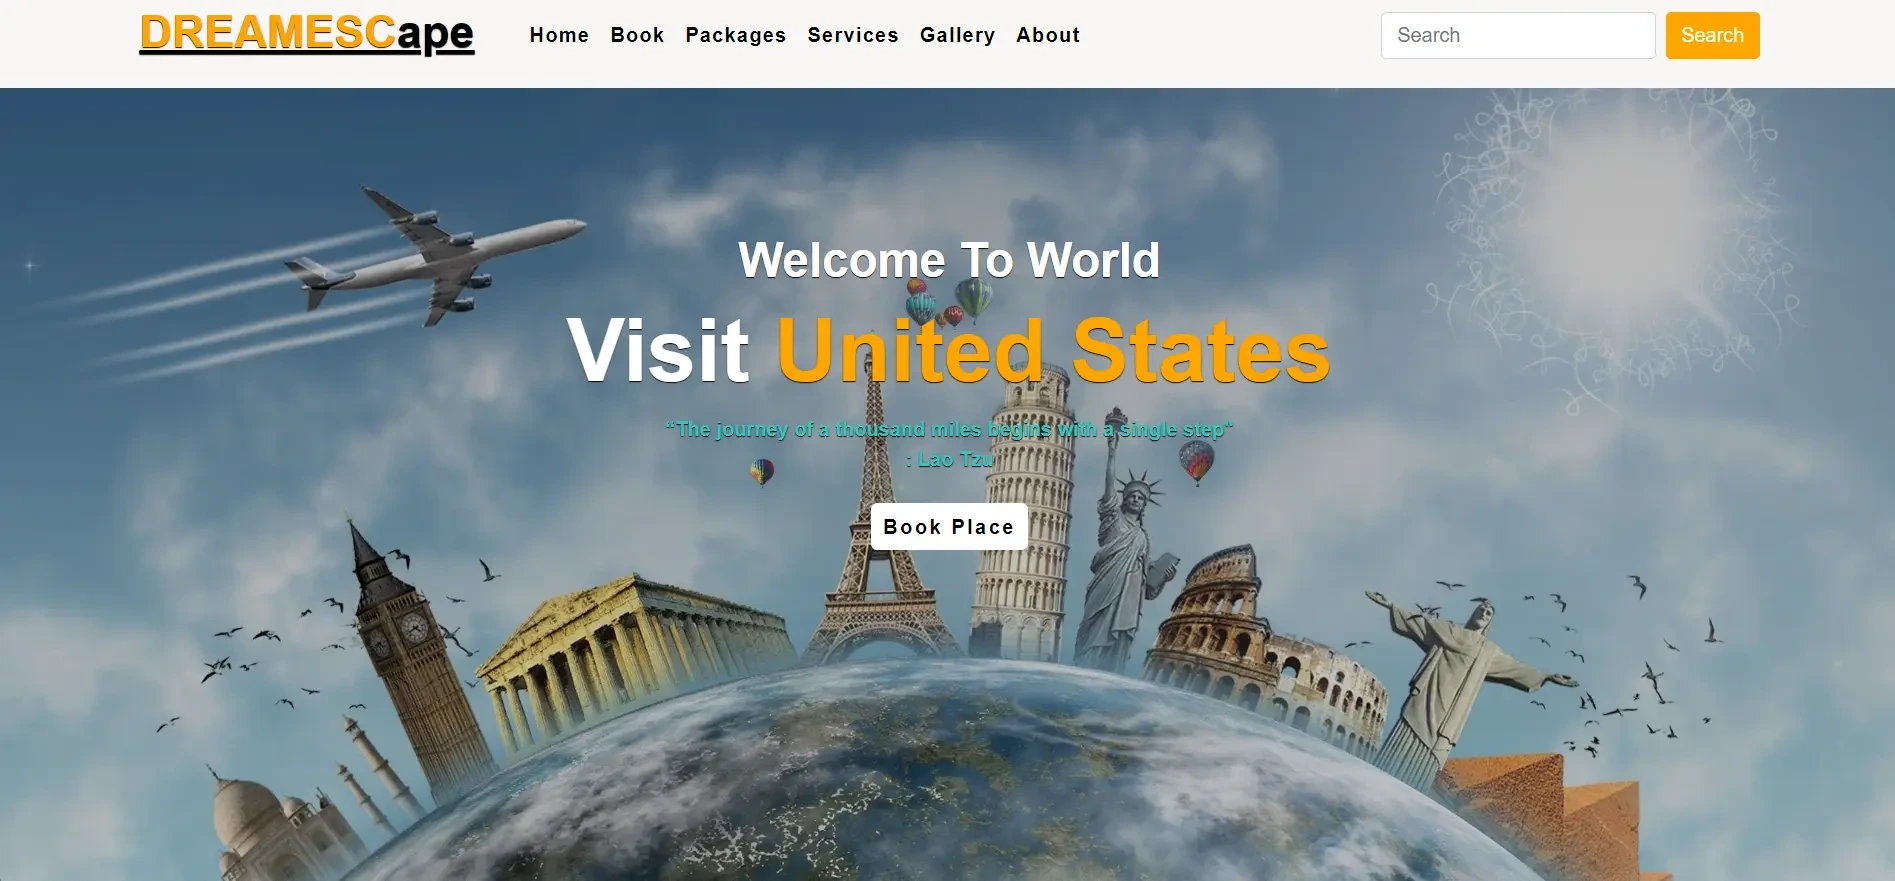 DREAMESCape
Home Book Packages Services Gallery About
Search
Search
Welcome To World
Visit United States
“The journey of a thousand miles begins with a single step“
: Lao Tzu
Book Place